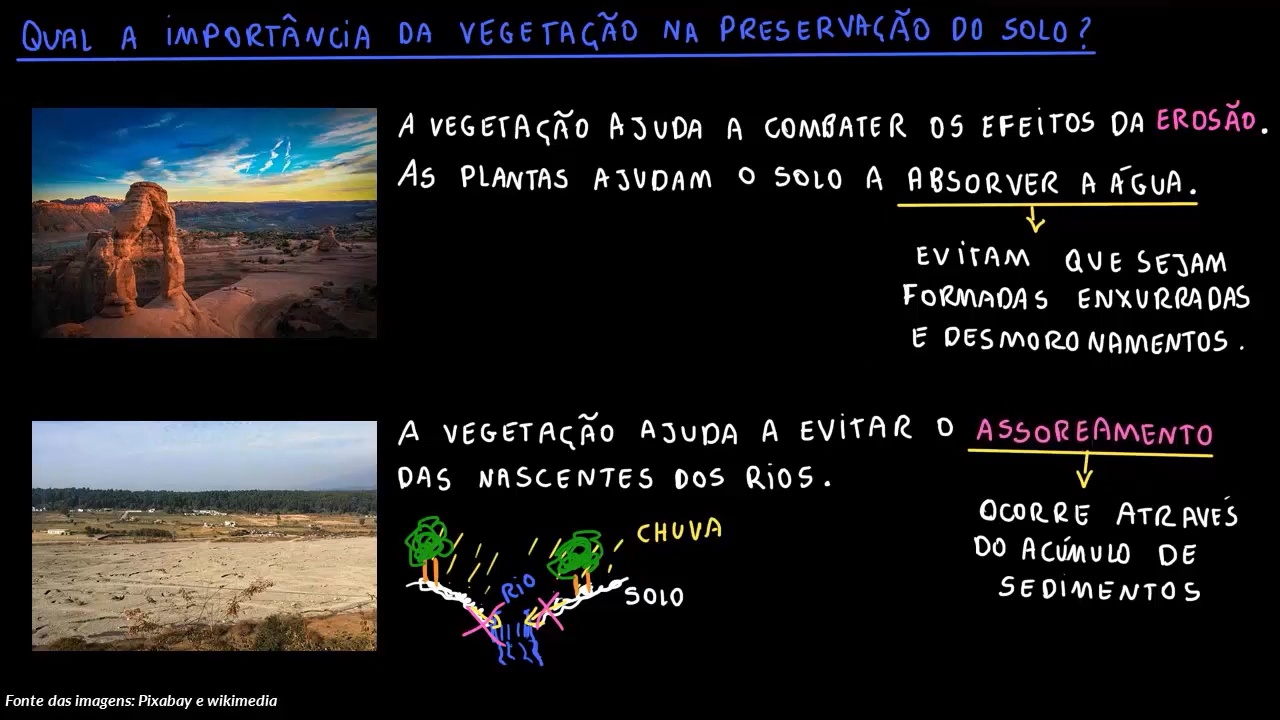 QUAL A IMPORTÂNCIA DA VEGETAÇÃO NA PRESERVAÇÃO DO SOLO?
A VEGETAÇÃO AJUDA A COMBATER OS EFEITOS DA EROSÃO.
AS PLANTAS AJUDAM O SOLO A ABSORVER A ÁGUA.
EVITAM QUE SEJAM
FORMADAS ENXURRADAS
E DESMORONAMENTOS.
A VEGETAÇÃO AJUDA A EVITAR O ASSOREAMENTO
DAS NASCENTES DOS RIOS.
OCORRE ATRAVÉS
DO ACÚMULO DE
SEDIMENTOS
CHUVA
RIO
SOLO
Fonte das imagens: Pixabay e wikimedia